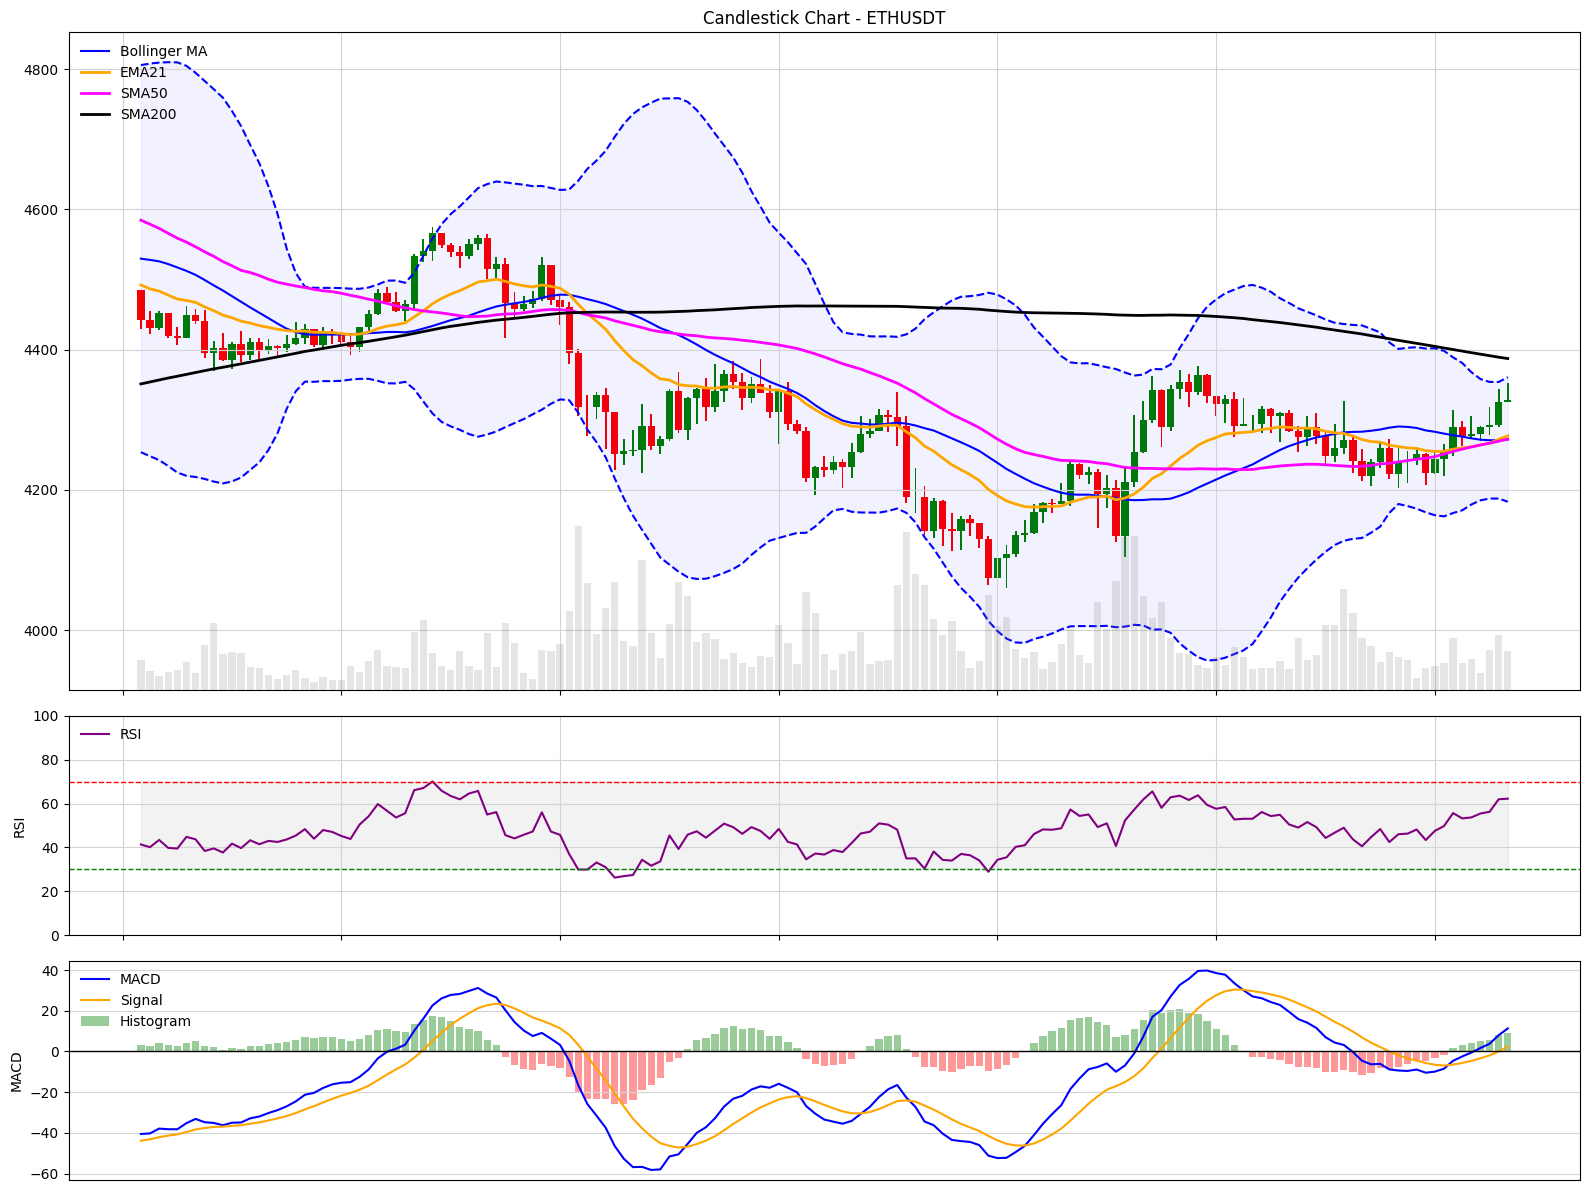 Candlestick Chart - ETHUSDT
Bollinger MA
EMA21
SMA50
SMA200
4800
4600
4400
4200
4000
RSI
100
80
60
40
20
0
RSI
MACD
Signal
Histogram
40
20
0
−20
−40
−60
MACD